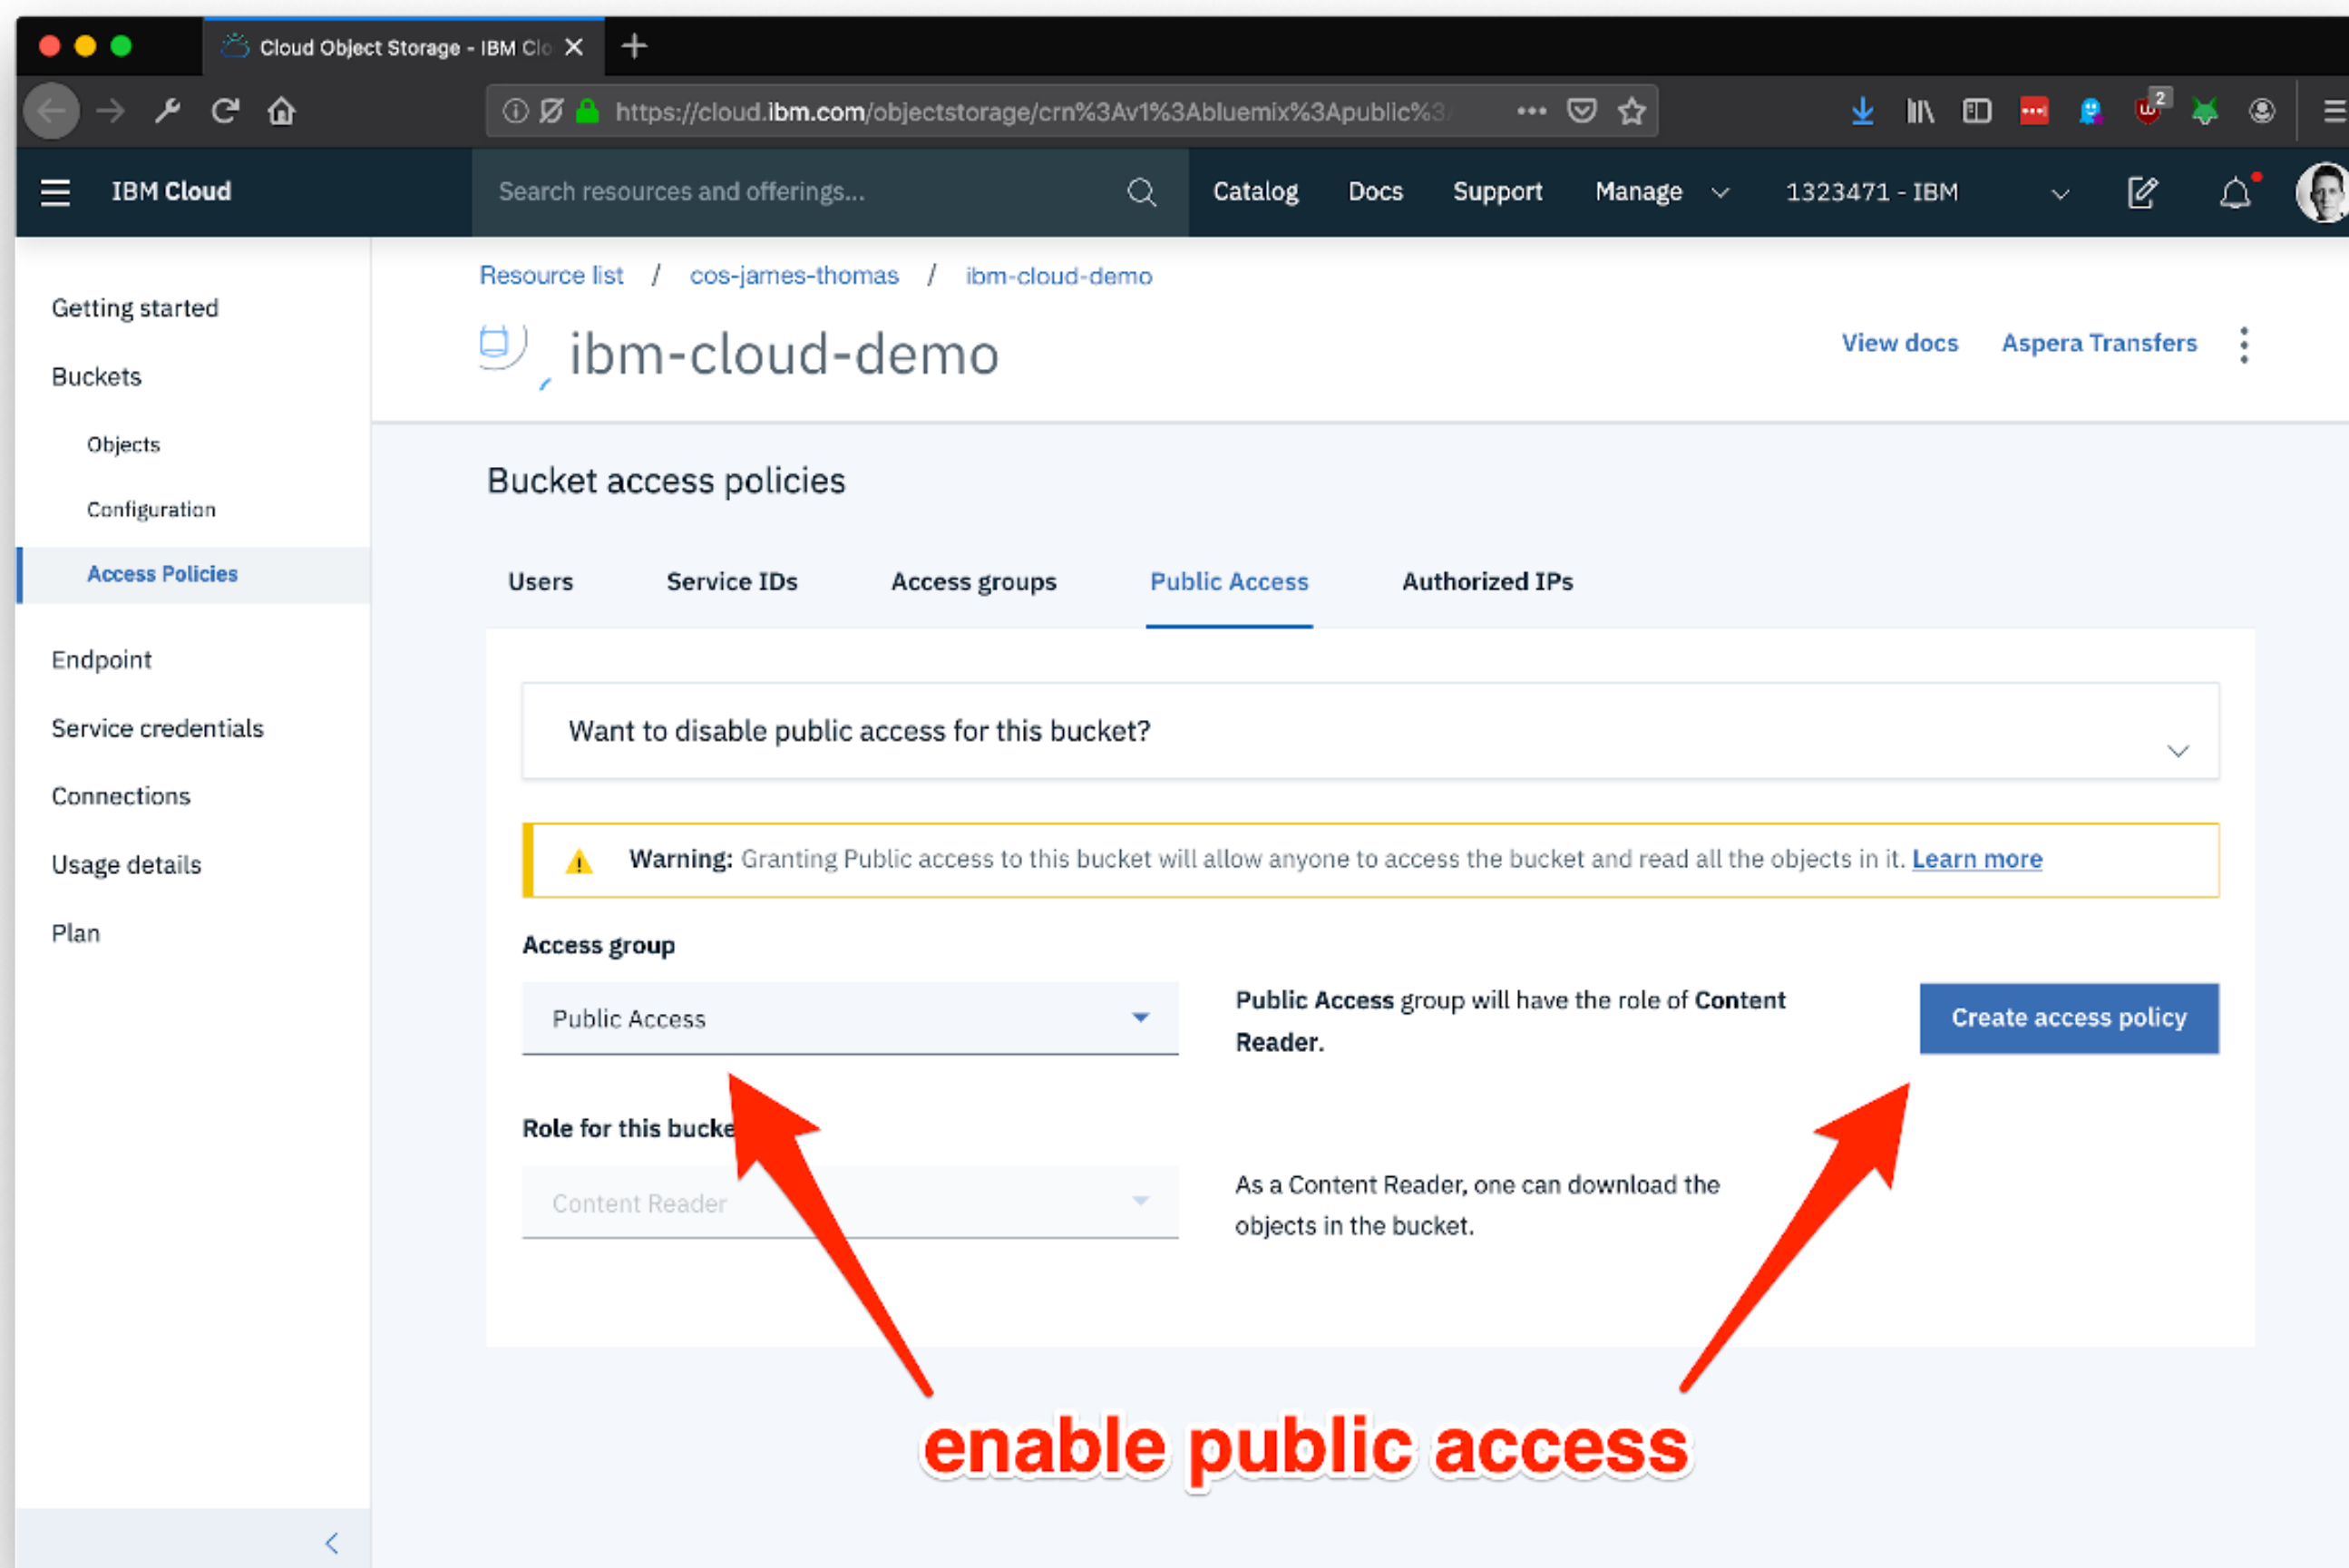 Cloud Object Storage - IBM Clo
https://cloud.ibm.com/objectstorage/crn%3Av1%3Abluemix%3Apublic%3
2
IBM Cloud
Search resources and offerings...
Catalog
Docs
Support
Manage
1323471 - IBM
Getting started
Buckets
Objects
Configuration
Access Policies
Endpoint
Service credentials
Connections
Usage details
Plan
Resource list / cos-james-thomas / ibm-cloud-demo
ibm-cloud-demo
View docs
Aspera Transfers
Bucket access policies
Users
Service IDs
Access groups
Public Access
Authorized IPs
Want to disable public access for this bucket?
Warning: Granting Public access to this bucket will allow anyone to access the bucket and read all the objects in it. Learn more
Access group
Public Access
Public Access group will have the role of Content
Reader.
Create access policy
Role for this bucke
Content Reader
As a Content Reader, one can download the
objects in the bucket.
enable public access